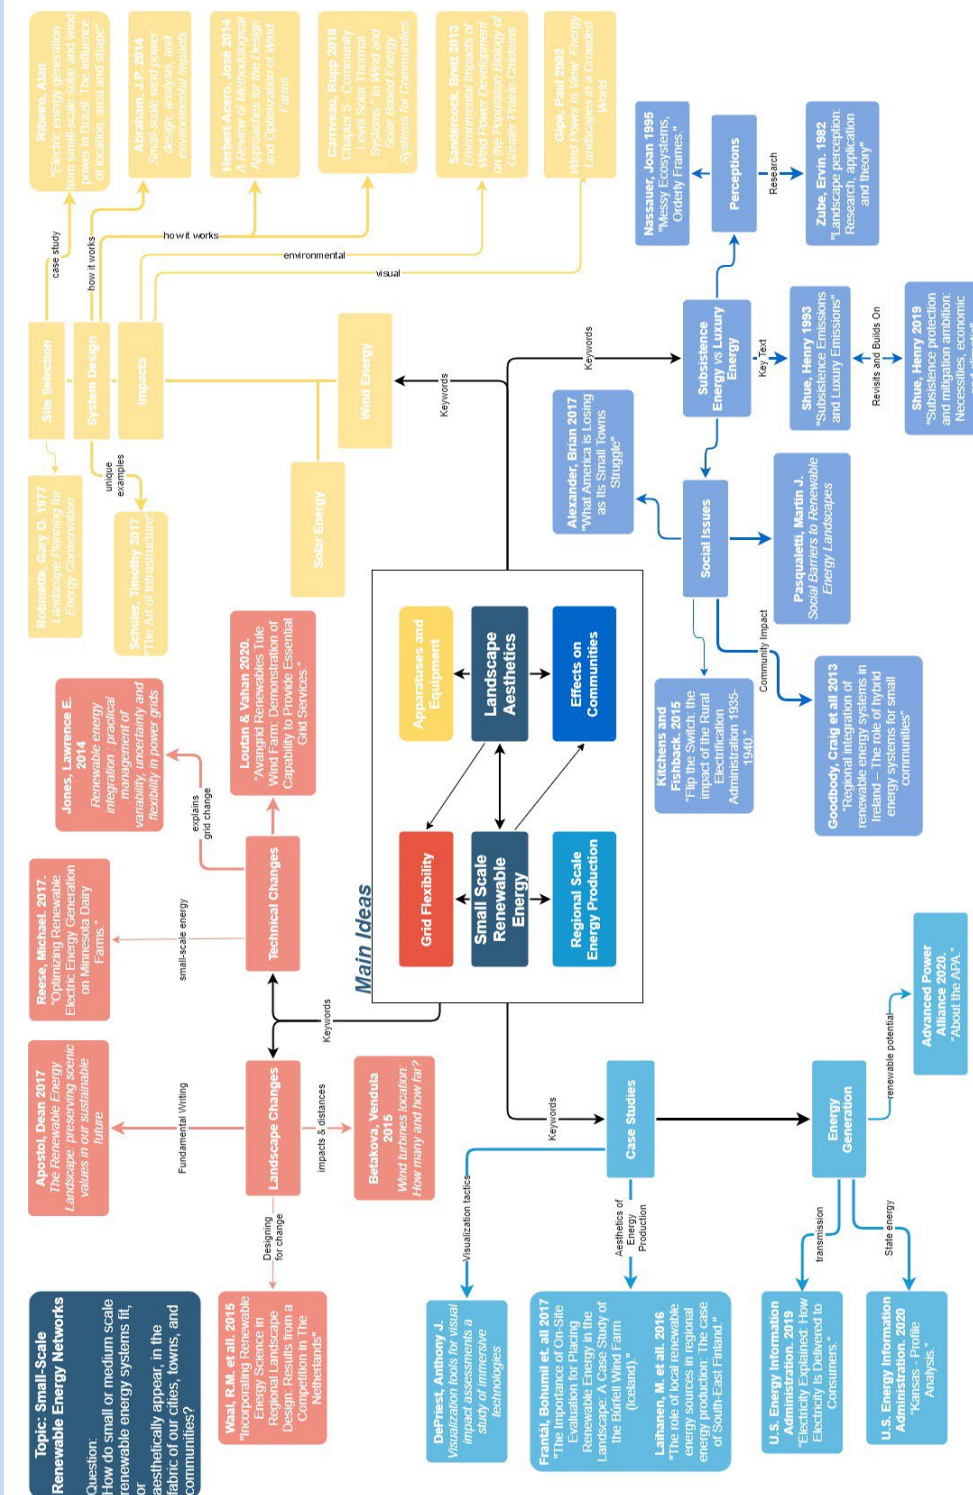 Topic: Small-Scale
Renewable Energy Networks
Question:
How do small or medium scale
renewable energy systems fit,
or
aesthetically appear, in the
fabric of our cities, towns, and
communities?
Apostol, Dean 2017
The Renewable Energy
Landscape: preserving scenic
values in our sustainable
future
Reese, Michael. 2017.
"Optimizing Renewable
Electric Energy Generation
on Minnesota Dairy
Farms."
Jones, Lawrence E.
2014
Renewable energy
integration : practical
management of
variability, uncertainty and
flexibility in power grids
Fundamental Writing
small-scale energy
explains
grid change
Waal, R.M. et all. 2015
"Incorporating Renewable
Energy Science in
Regional Landscape
Design: Results from a
Competition in The
Netherlands"
Designing
for change
Landscape Changes
Technical Changes
Loutan & Vahan 2020.
"Avangrid Renewables Tule
Wind Farm: Demonstration of
Capability to Provide Essential
Grid Services."
impacts & distances
Keywords
Betakova, Vendula
2015
Wind turbines location:
How many and how far?
Robinette, Gary O. 1977
Landscape Planning for
Energy Conservation
Schuler, Timothy 2017
"The Art of Infrastructure"
unique
examples
Site Selection
System Design
Impacts
case study
how it works
how it works
environmental
visual
Ribeiro, Alan
"Electric energy generation
from small-scale solar and wind
power in Brazil: The influence
of location, area and shape"
Abraham, J.P. 2014
Small-scale wind power
design, analysis, and
environmental impacts
Herbert-Acero, José 2014
A Review of Methodological
Approaches for the Design
and Optimization of Wind
Farms
Carriveau, Rupp 2018
Chapter 5 - Community-
Level Solar Thermal
Systems." In Wind and
Solar Based Energy
Systems for Communities
Sandercock, Brett 2013
Environmental Impacts of
Wind Power Development
on the Population Biology of
Greater Prairie-Chickens
Gipe, Paul 2002
Wind Power in View: Energy
Landscapes in a Crowded
World
Solar Energy
Wind Energy
Keywords
Main Ideas
Grid Flexibility
Apparatuses and
Equipment
Small Scale
Renewable
Energy
Landscape
Aesthetics
Regional Scale
Energy Production
Effects on
Communities
Keywords
Keywords
DePriest, Anthony J.
Visualization tools for visual
impact assessments a
study of immersive
technologies
Visualization tactics
Frantál, Bohumil et. all 2017
"The Importance of On-Site
Evaluation for Placing
Renewable Energy in the
Landscape: A Case Study of
the Búrfell Wind Farm
(Iceland)."
Laihanen, M. et all. 2016
"The role of local renewable
energy sources in regional
energy production: The case
of South-East Finland."
Aesthetics of
Energy
Production
Case Studies
U.S. Energy Information
Administration. 2019
"Electricity Explained: How
Electricity Is Delivered to
Consumers."
transmission
Energy
Generation
State energy
U.S. Energy Information
Administration. 2020
"Kansas - Profile
Analysis."
renewable potential
Advanced Power
Alliance 2020.
"About the APA."
Alexander, Brian 2017
"What America is Losing
as Its Small Towns
Struggle"
Kitchens and
Fishback. 2015
"Flip the Switch: the
impact of the Rural
Electrification
Administration 1935-
1940."
Social Issues
Pasqualetti, Martin J.
Social Barriers to Renewable
Energy Landscapes
Community Impact
Goodbody, Craig et all 2013
"Regional integration of
renewable energy systems in
Ireland – The role of hybrid
energy systems for small
communities"
Subsistence
Energy vs Luxury
Energy
Key Text
Shue, Henry 1993
"Subsistence Emissions
and Luxury Emissions"
Revisits and Builds On
Shue, Henry 2019
"Subsistence protection
and mitigation ambition:
Necessities, economic
Nassauer, Joan 1995
"Messy Ecosystems,
Orderly Frames."
Perceptions
Research
Zube, Ervin. 1982
"Landscape perception:
Research, application
and theory"